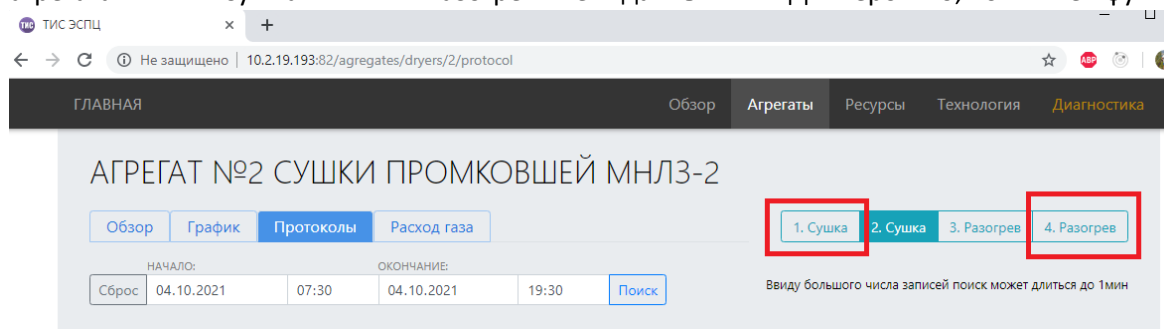 ТИС ЭСПЦ × +
Не защищено | 10.2.19.193:82/agregates/dryers/2/protocol ABP
ГЛАВНАЯ Обзор Агрегаты Ресурсы Технология Диагностика
АГРЕГАТ №2 СУШКИ ПРОМКОВШЕЙ МНЛЗ-2
Обзор График Протоколы Расход газа 1. Сушка 2. Сушка 3. Разогрев 4. Разогрев
НАЧАЛО: ОКОНЧАНИЕ:
Сброс 04.10.2021 07:30 04.10.2021 19:30 Поиск Ввиду большого числа записей поиск может длиться до 1мин